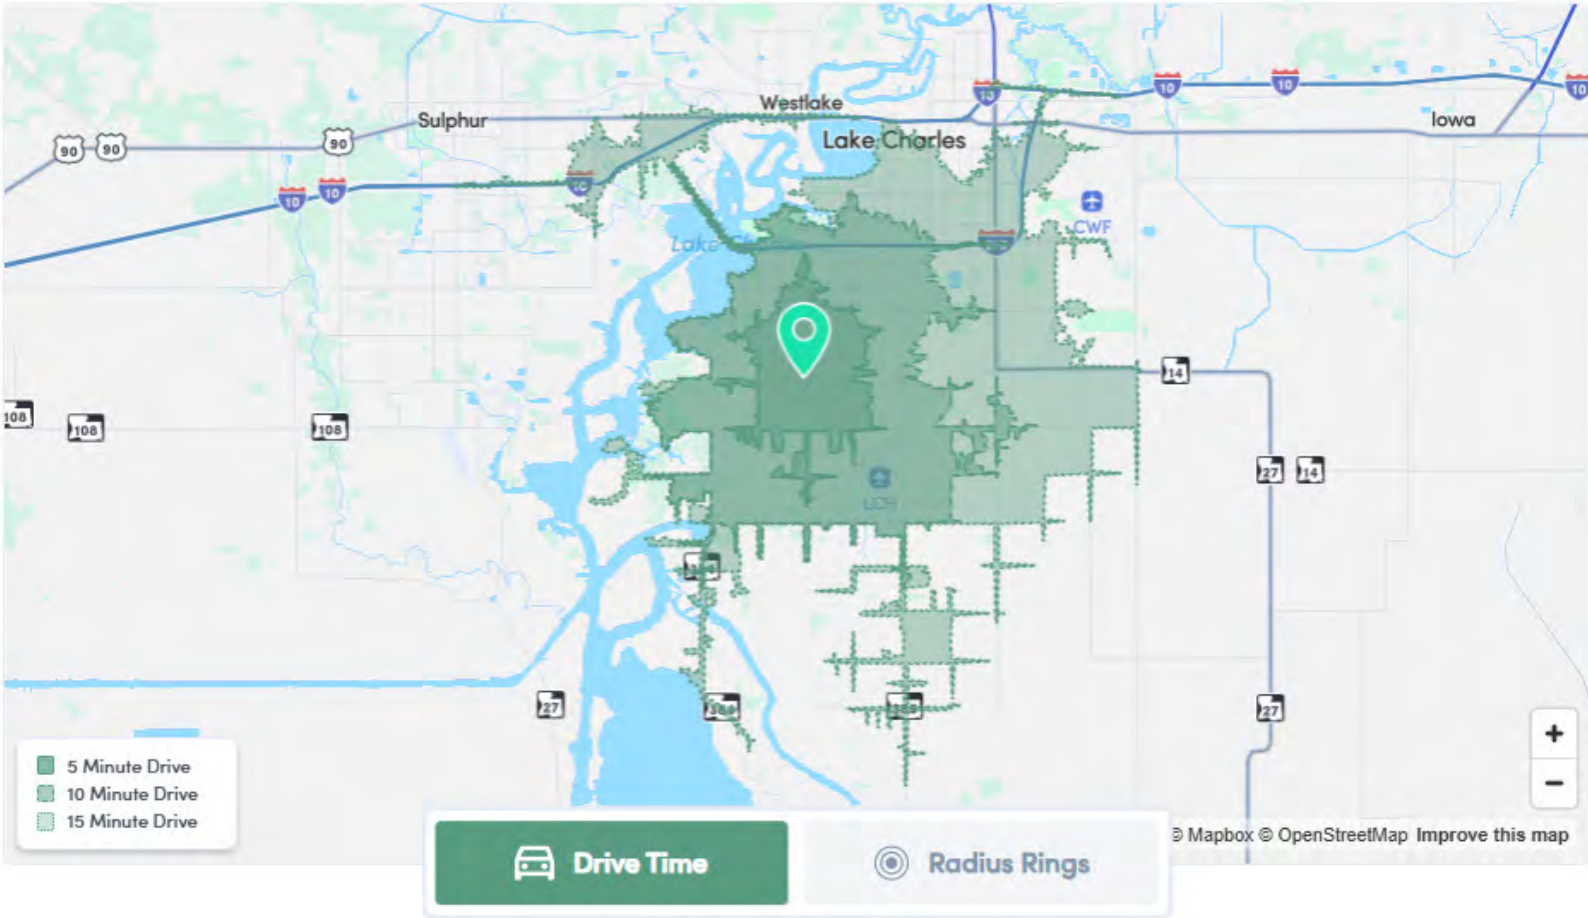 Westlake
Sulphur
Iowa
Lake Charles
10
10
10
10
90
90
90
10
10
10
CWF
Lake
14
108
108
108
27
14
LCH
27
27
5 Minute Drive
10 Minute Drive
15 Minute Drive
+
−
© Mapbox © OpenStreetMap Improve this map
Drive Time
Radius Rings